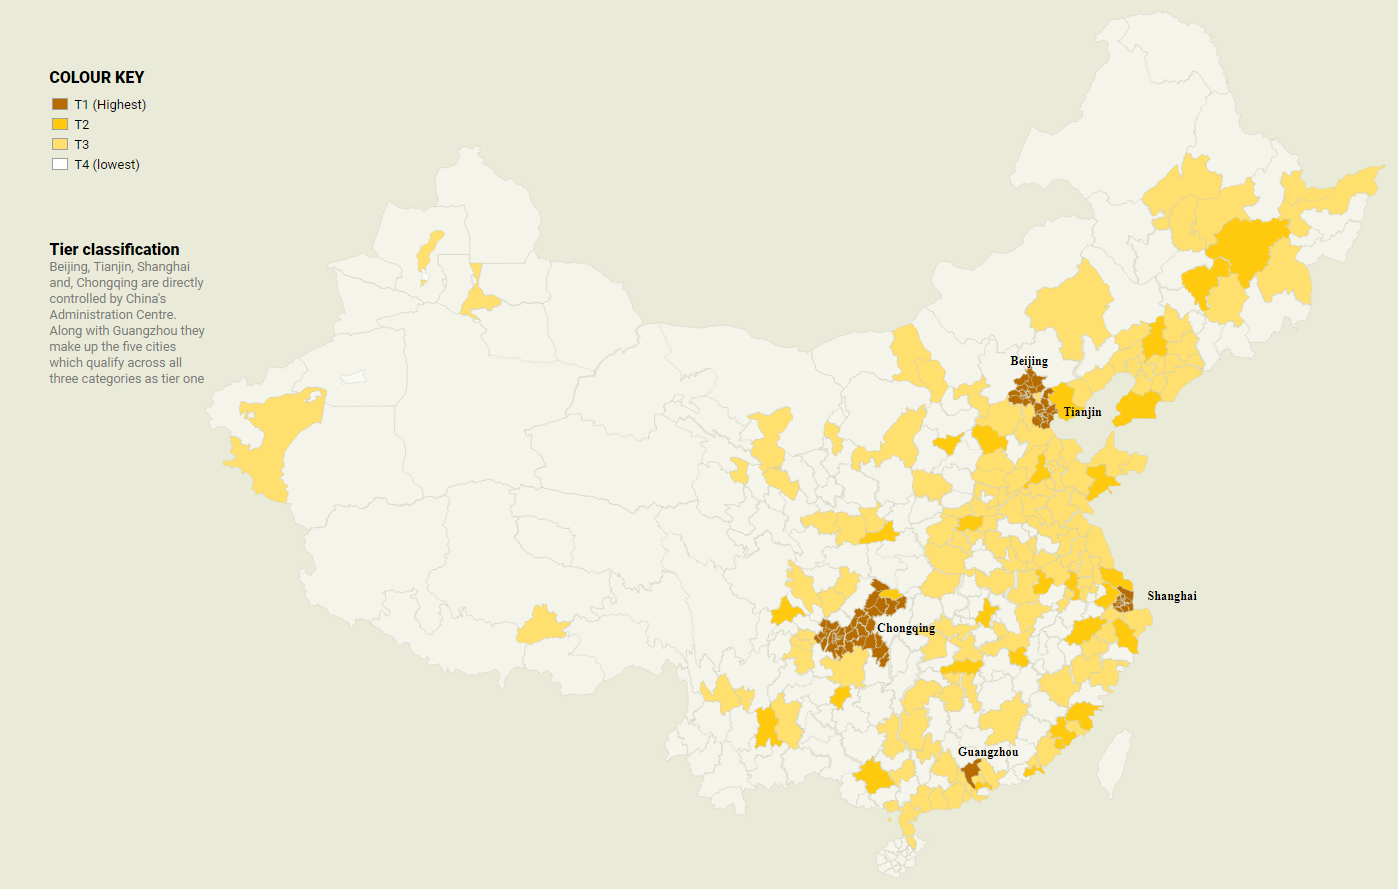 COLOUR KEY
T1 (Highest)
T2
T3
T4 (lowest)
Tier classification
Beijing, Tianjin, Shanghai
and, Chongqing are directly
controlled by China's
Administration Centre.
Along with Guangzhou they
make up the five cities
which qualify across all
three categories as tier one
Beijing
Tianjin
Shanghai
Chongqing
Guangzhou